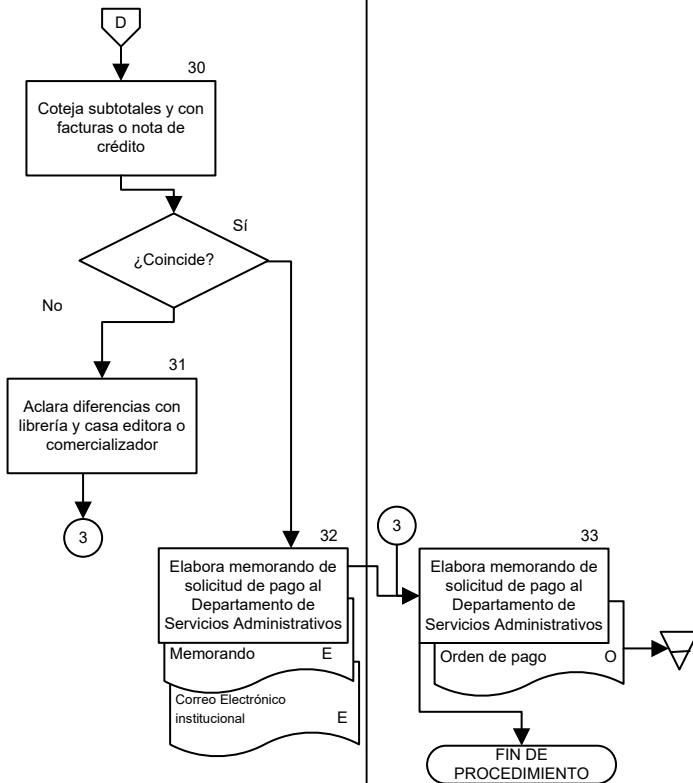 D
30
Coteja subtotales y con
facturas o nota de
crédito
Sí
¿Coincide?
No
31
Aclara diferencias con
librería y casa editora o
comercializador
3
32
Elabora memorando de
solicitud de pago al
Departamento de
Servicios Administrativos
Memorando E
Correo Electrónico
institucional E
3
33
Elabora memorando de
solicitud de pago al
Departamento de
Servicios Administrativos
Orden de pago O
FIN DE
PROCEDIMIENTO